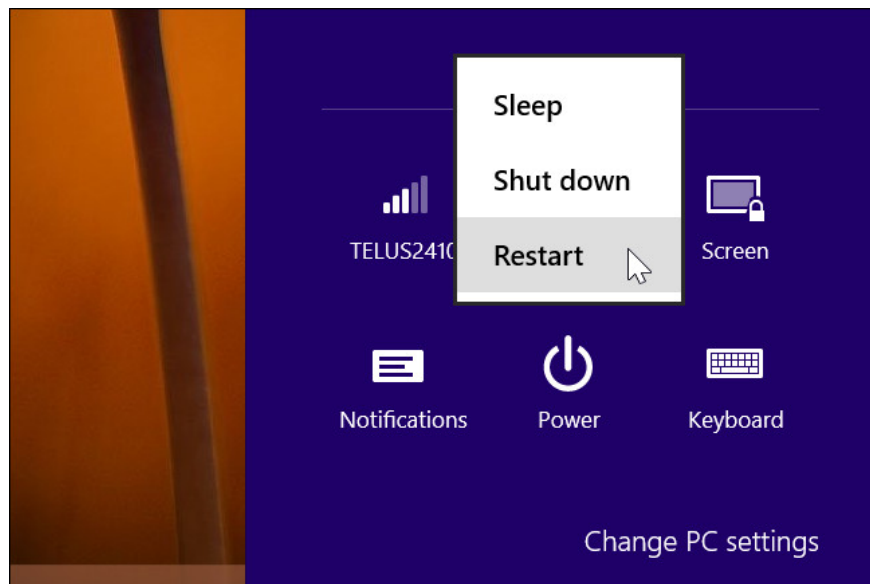 Sleep
Shut down
Restart
TELUS2410
Screen
Notifications
Power
Keyboard
Change PC settings